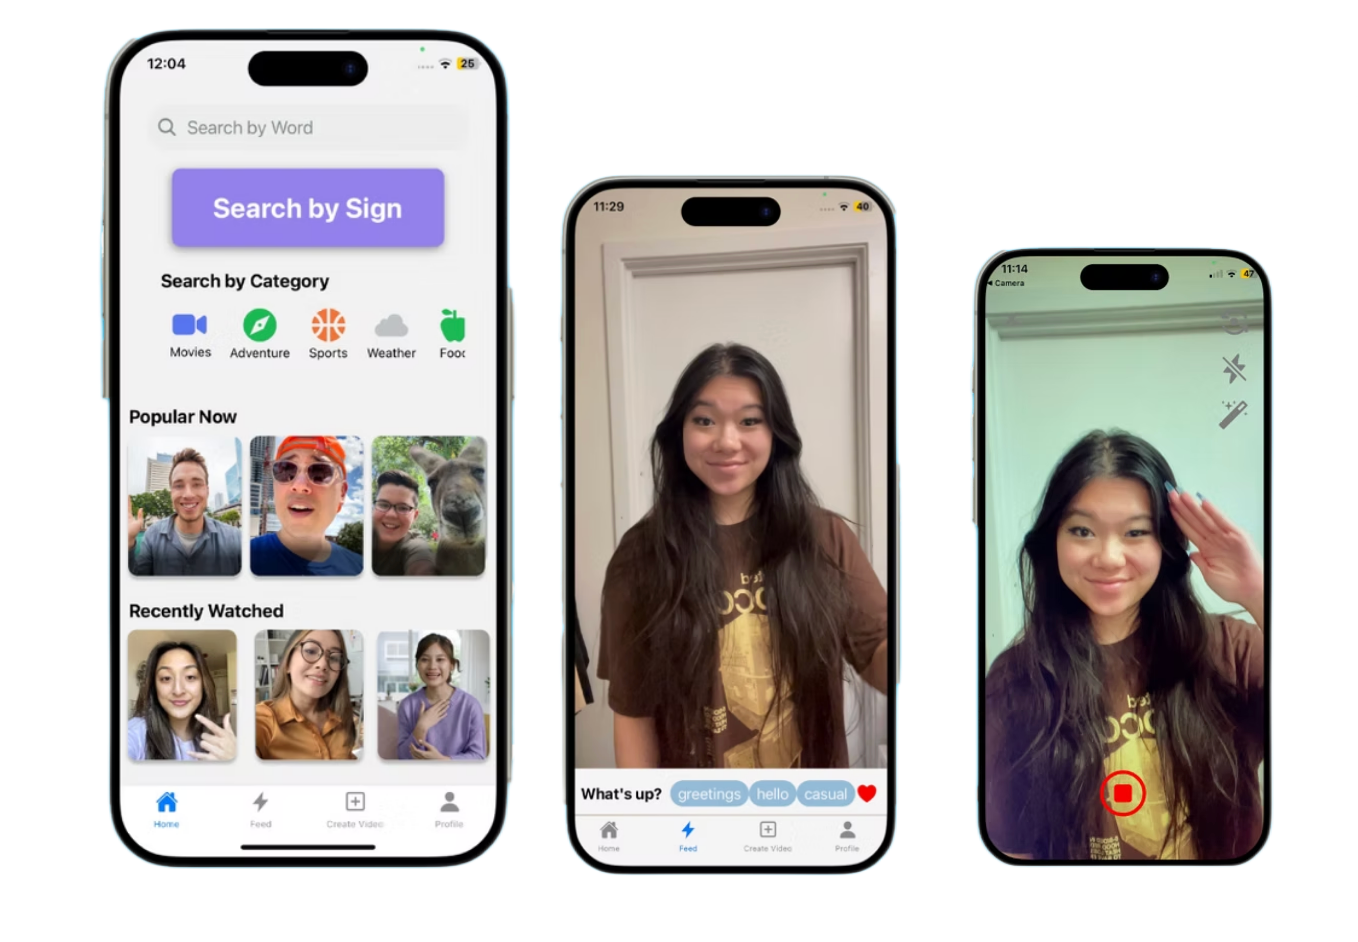 12:04
25
Search by Word
Search by Sign
Search by Category
Movies
Adventure
Sports
Weather
Food
Popular Now
Recently Watched
Home
Feed
Create Video
Profile
11:29
40
What's up?
greetings
hello
casual
Home
Feed
Create Video
Profile
11:14
47
Camera